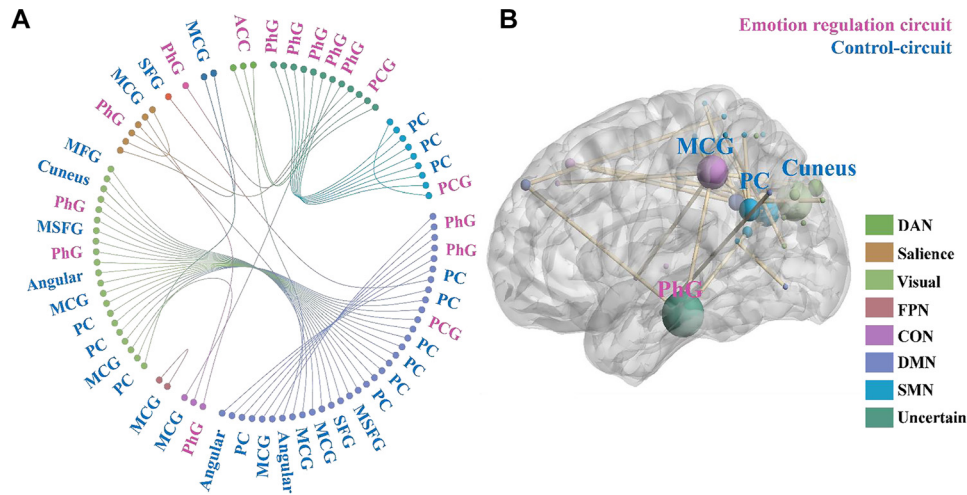 A
PhG
MCG
SFG
PhG
MCG
ACC
PhG
PhG
PhG
PhG
PhG
PCG
PC
PC
PC
PCG
PhG
PhG
PC
PC
PCG
PC
PC
PC
PC
MSFG
SFG
MCG
MCG
Angular
MCG
PC
Angular
PhG
MCG
MCG
PC
MCG
PC
PC
MCG
Angular
PhG
MSFG
PhG
Cuneus
MFG
B
Emotion regulation circuit
Control-circuit
MCG
PC
Cuneus
PhG
DAN
Salience
Visual
FPN
CON
DMN
SMN
Uncertain